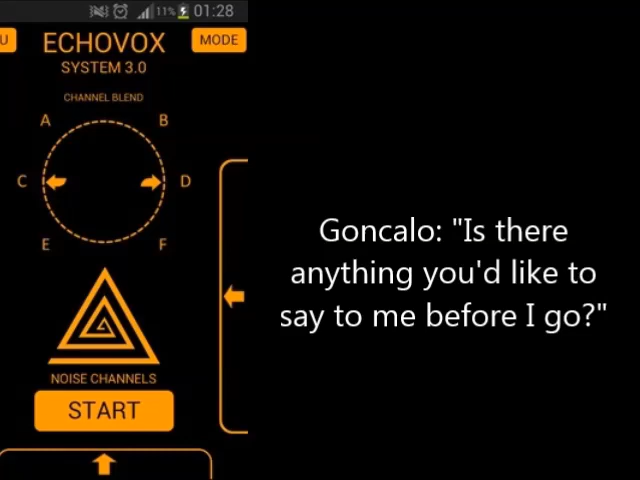 11% 01:28
U
ECHOVOX
MODE
SYSTEM 3.0
CHANNEL BLEND
A B
C D
E F
NOISE CHANNELS
START
Goncalo: "Is there
anything you'd like to
say to me before I go?"